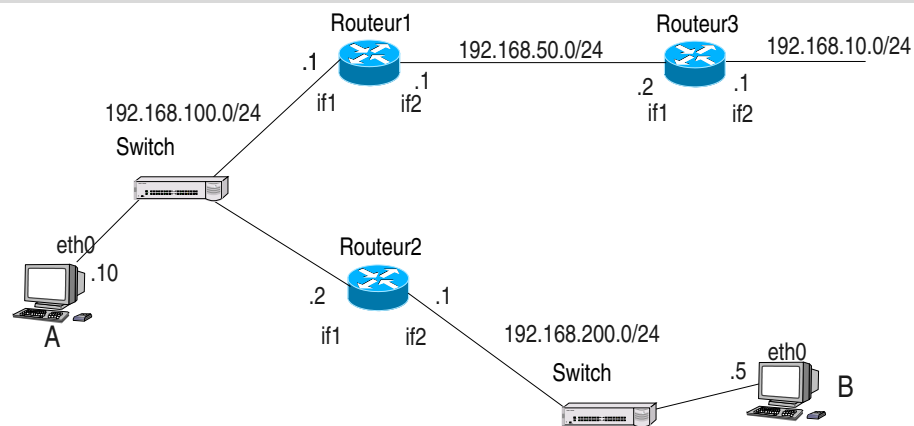 Routeur1
Routeur3
192.168.50.0/24
192.168.10.0/24
.1
.1
.2
.1
if1
if2
if1
if2
192.168.100.0/24
Switch
eth0
.10
A
Routeur2
.2
.1
if1
if2
192.168.200.0/24
Switch
eth0
.5
B